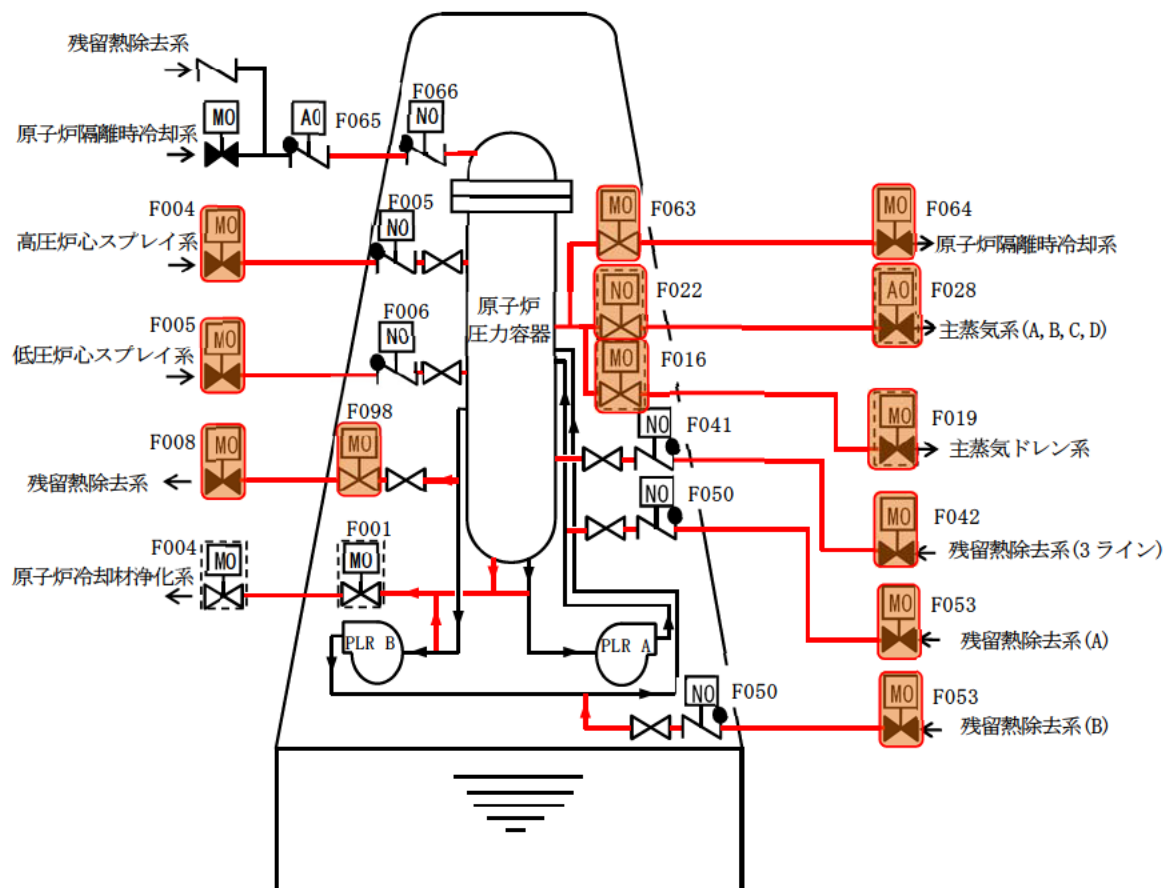 残留熱除去系
MO
AO
F065
F066
NO
原子炉隔離時冷却系
F004
MO
高圧炉心スプレイ系
F005
NO
F005
MO
低圧炉心スプレイ系
F006
NO
F008
MO
残留熱除去系
F098
MO
F004
MO
原子炉冷却材浄化系
F001
MO
原子炉
圧力容器
PLR B
PLR A
MO
F063
MO
F064
原子炉隔離時冷却系
NO
F022
AO
F028
主蒸気系(A,B,C,D)
MO
F016
MO
F019
主蒸気ドレン系
NO
F041
MO
F042
残留熱除去系(3ライン)
NO
F050
MO
F053
残留熱除去系(A)
NO
F050
MO
F053
残留熱除去系(B)